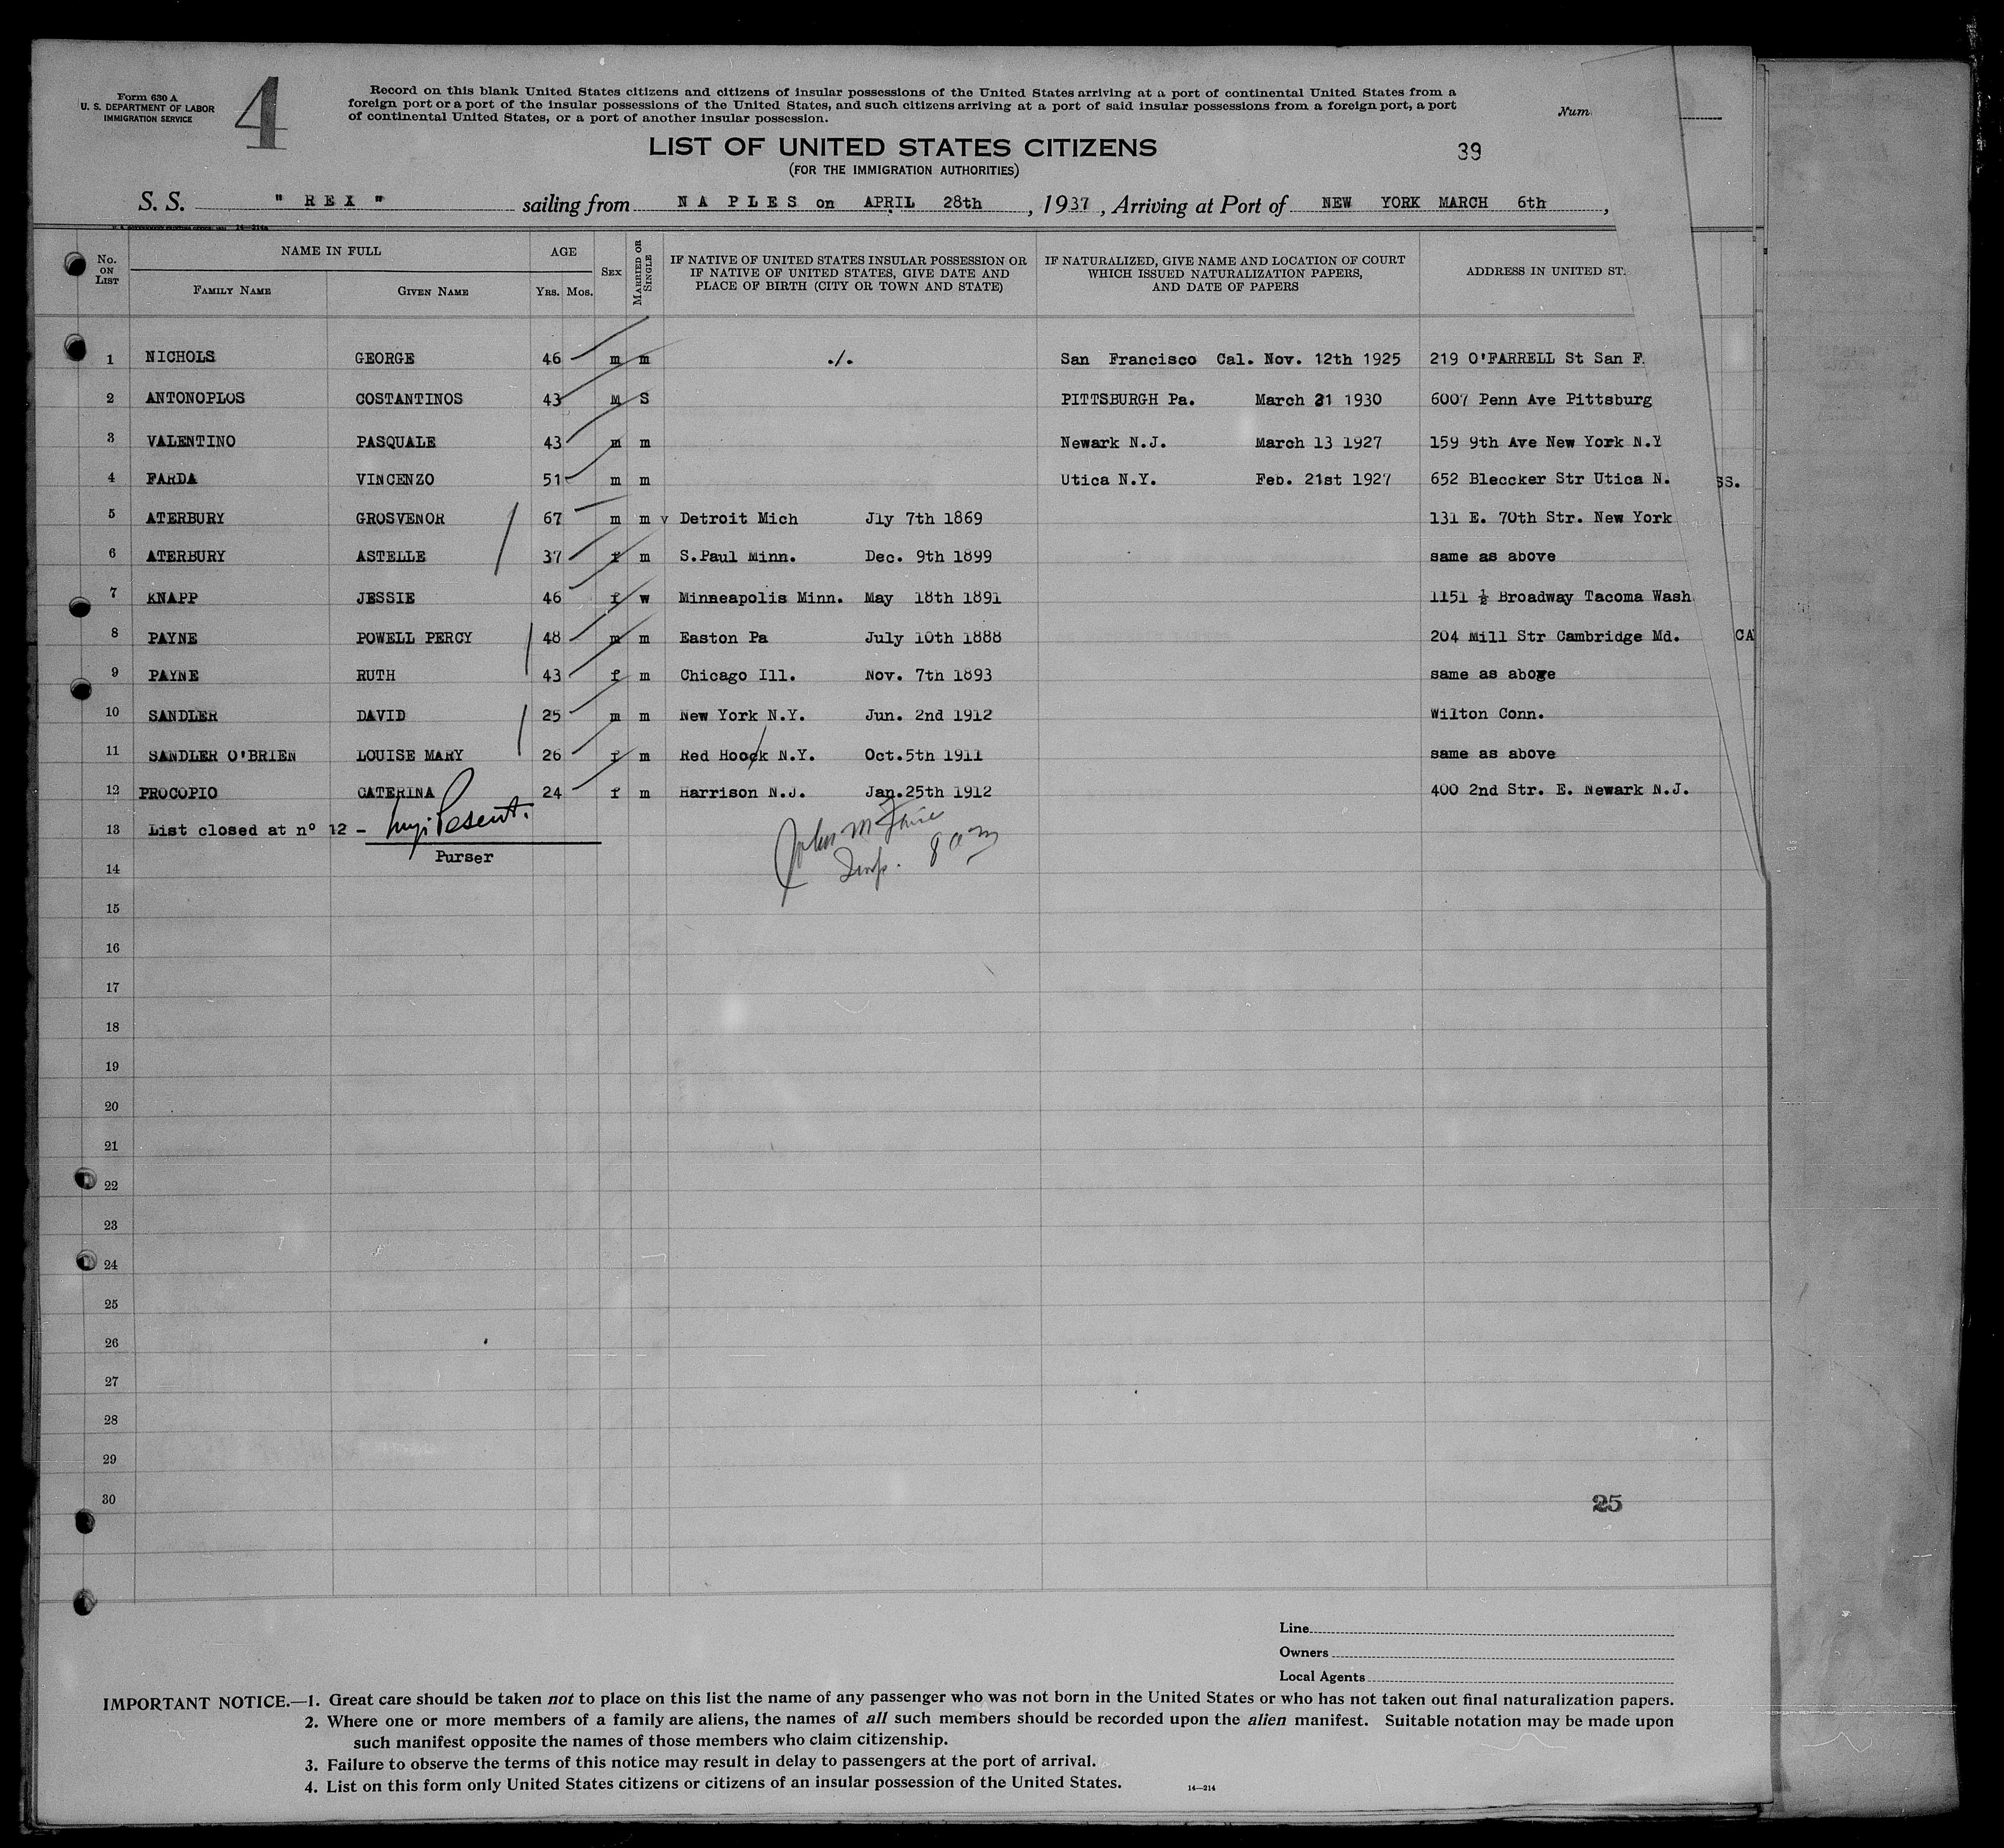 Form 630 A
U. S. DEPARTMENT OF LABOR
IMMIGRATION SERVICE
4
Record on this blank United States citizens and citizens of insular possessions of the United States arriving at a port of continental United States from a
foreign port or a port of the insular possessions of the United States, and such citizens arriving at a port of said insular possessions from a foreign port, a port
of continental United States, or a port of another insular possession.
Num
LIST OF UNITED STATES CITIZENS
(FOR THE IMMIGRATION AUTHORITIES)
39
S. S. " REX " sailing from NAPLES on APRIL 28th, 1937, Arriving at Port of NEW YORK MARCH 6th,
No. ON LIST NAME IN FULL FAMILY NAME GIVEN NAME AGE YRS. MOS. SEX MARRIED OR SINGLE IF NATIVE OF UNITED STATES INSULAR POSSESSION OR IF NATIVE OF UNITED STATES, GIVE DATE AND PLACE OF BIRTH (CITY OR TOWN AND STATE) IF NATURALIZED, GIVE NAME AND LOCATION OF COURT WHICH ISSUED NATURALIZATION PAPERS, AND DATE OF PAPERS ADDRESS IN UNITED ST
1 NICHOLS GEORGE 46 m m ./. San Francisco Cal. Nov. 12th 1925 219 O'FARRELL St San F.
2 ANTONOPLOS COSTANTINOS 43 M S PITTSBURGH Pa. March 21 1930 6007 Penn Ave Pittsburg
3 VALENTINO PASQUALE 43 m m Newark N.J. March 13 1927 159 9th Ave New York N.Y
4 FARDA VINCENZO 51 m m Utica N.Y. Feb. 21st 1927 652 Bleccker Str Utica N. SS.
5 ATERBURY GROSVENOR 67 m m v Detroit Mich Jly 7th 1869 131 E. 70th Str. New York
6 ATERBURY ASTELLE 37 f m S.Paul Minn. Dec. 9th 1899 same as above
7 KNAPP JESSIE 46 f w Minneapolis Minn. May 18th 1891 1151 ½ Broadway Tacoma Wash
8 PAYNE POWELL PERCY 48 m m Easton Pa July 10th 1888 204 Mill Str Cambridge Md. CA
9 PAYNE RUTH 43 f m Chicago Ill. Nov. 7th 1893 same as above
10 SANDLER DAVID 25 m m New York N.Y. Jun. 2nd 1912 Wilton Conn.
11 SANDLER O'BRIEN LOUISE MARY 26 f m Red Hoock N.Y. Oct.5th 1911 same as above
12 PROCOPIO CATERINA 24 f m Harrison N.J. Jan.25th 1912 400 2nd Str. E. Newark N.J.
13 List closed at n° 12 -
Purser
John
Insp.
14
15
16
17
18
19
20
21
22
23
24
25
26
27
28
29
30
25
Line
Owners
Local Agents
IMPORTANT NOTICE.—1. Great care should be taken not to place on this list the name of any passenger who was not born in the United States or who has not taken out final naturalization papers.
2. Where one or more members of a family are aliens, the names of all such members should be recorded upon the alien manifest. Suitable notation may be made upon
such manifest opposite the names of those members who claim citizenship.
3. Failure to observe the terms of this notice may result in delay to passengers at the port of arrival.
4. List on this form only United States citizens or citizens of an insular possession of the United States.
14—214